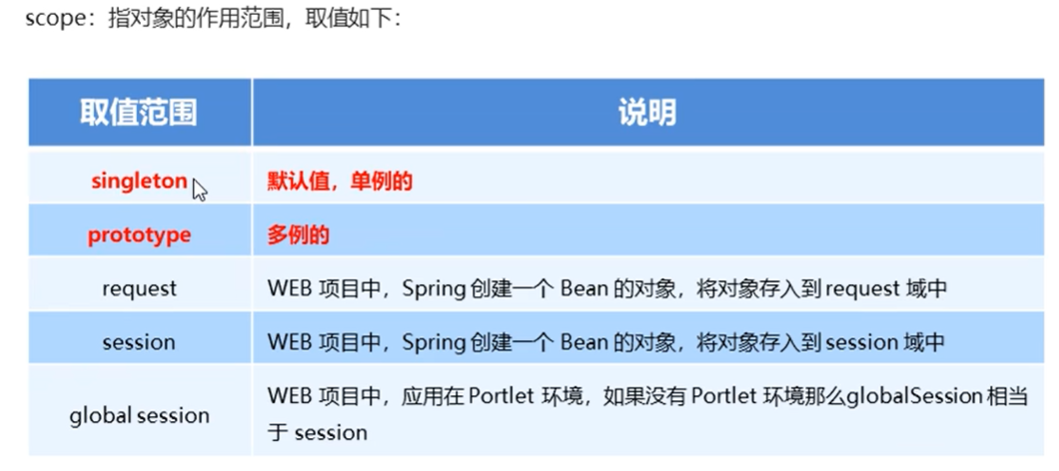 scope：指对象的作用范围，取值如下：
取值范围 说明
singleton 默认值，单例的
prototype 多例的
request WEB 项目中，Spring 创建一个 Bean 的对象，将对象存入到 request 域中
session WEB 项目中，Spring 创建一个 Bean 的对象，将对象存入到 session 域中
global session WEB 项目中，应用在 Portlet 环境，如果没有 Portlet 环境那么globalSession 相当
于 session